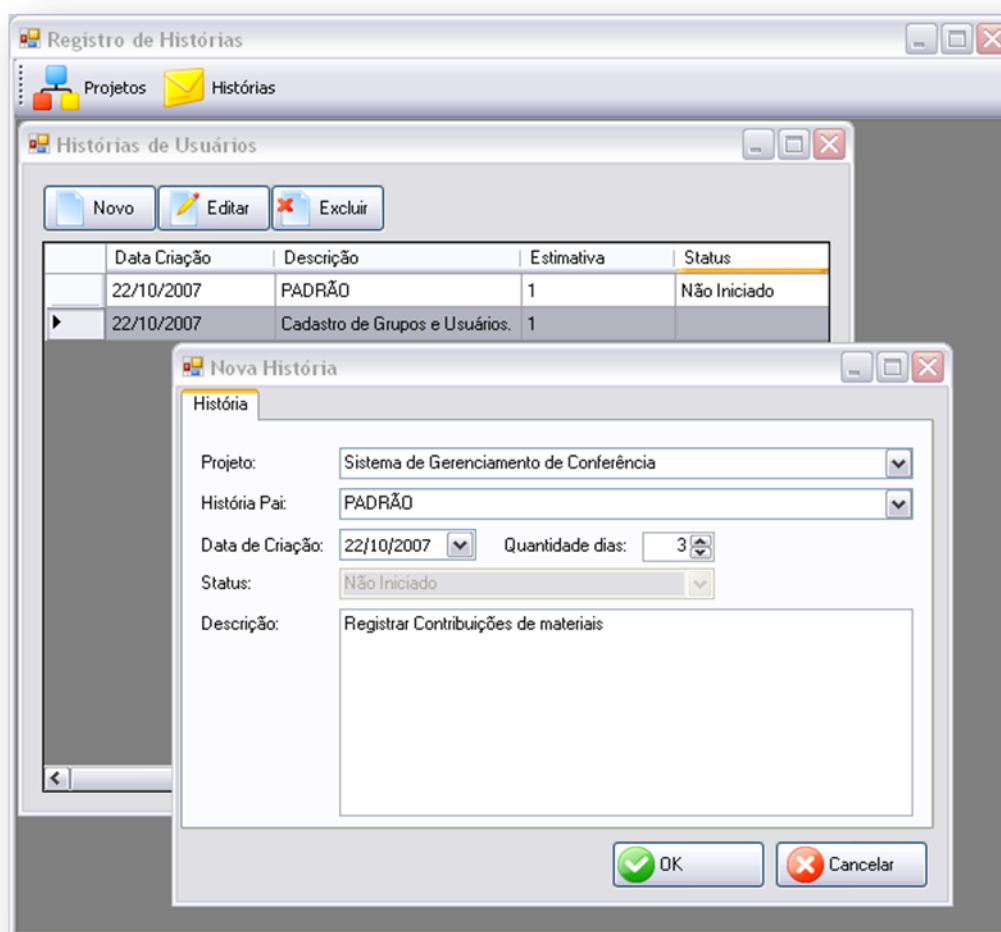 Registro de Histórias
Projetos Histórias
Histórias de Usuários
Novo Editar Excluir
Data Criação Descrição Estimativa Status
22/10/2007 PADRÃO 1 Não Iniciado
22/10/2007 Cadastro de Grupos e Usuários. 1
Nova História
História
Projeto: Sistema de Gerenciamento de Conferência
História Pai: PADRÃO
Data de Criação: 22/10/2007 Quantidade dias: 3
Status: Não Iniciado
Descrição: Registrar Contribuições de materiais
OK Cancelar